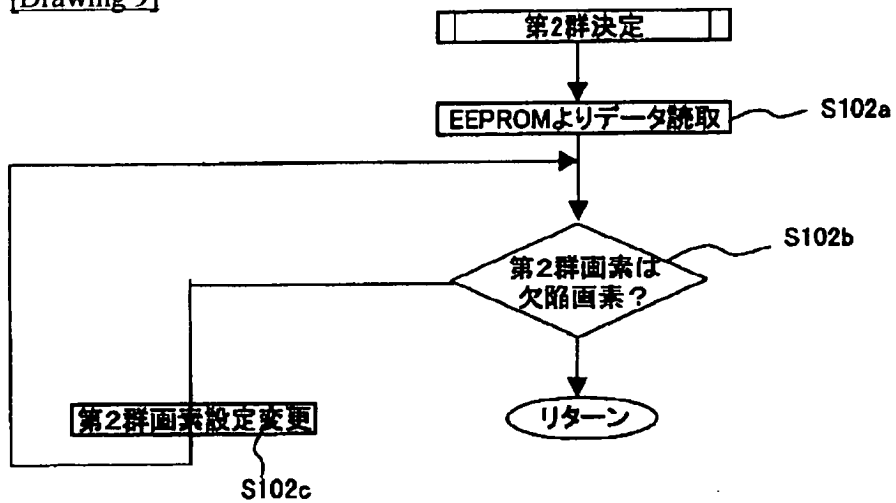 [Drawing 9]
第2群決定
EEPROMよりデータ読取
S102a
S102b
第2群画素は
欠陥画素？
第2群画素設定変更
リターン
S102c